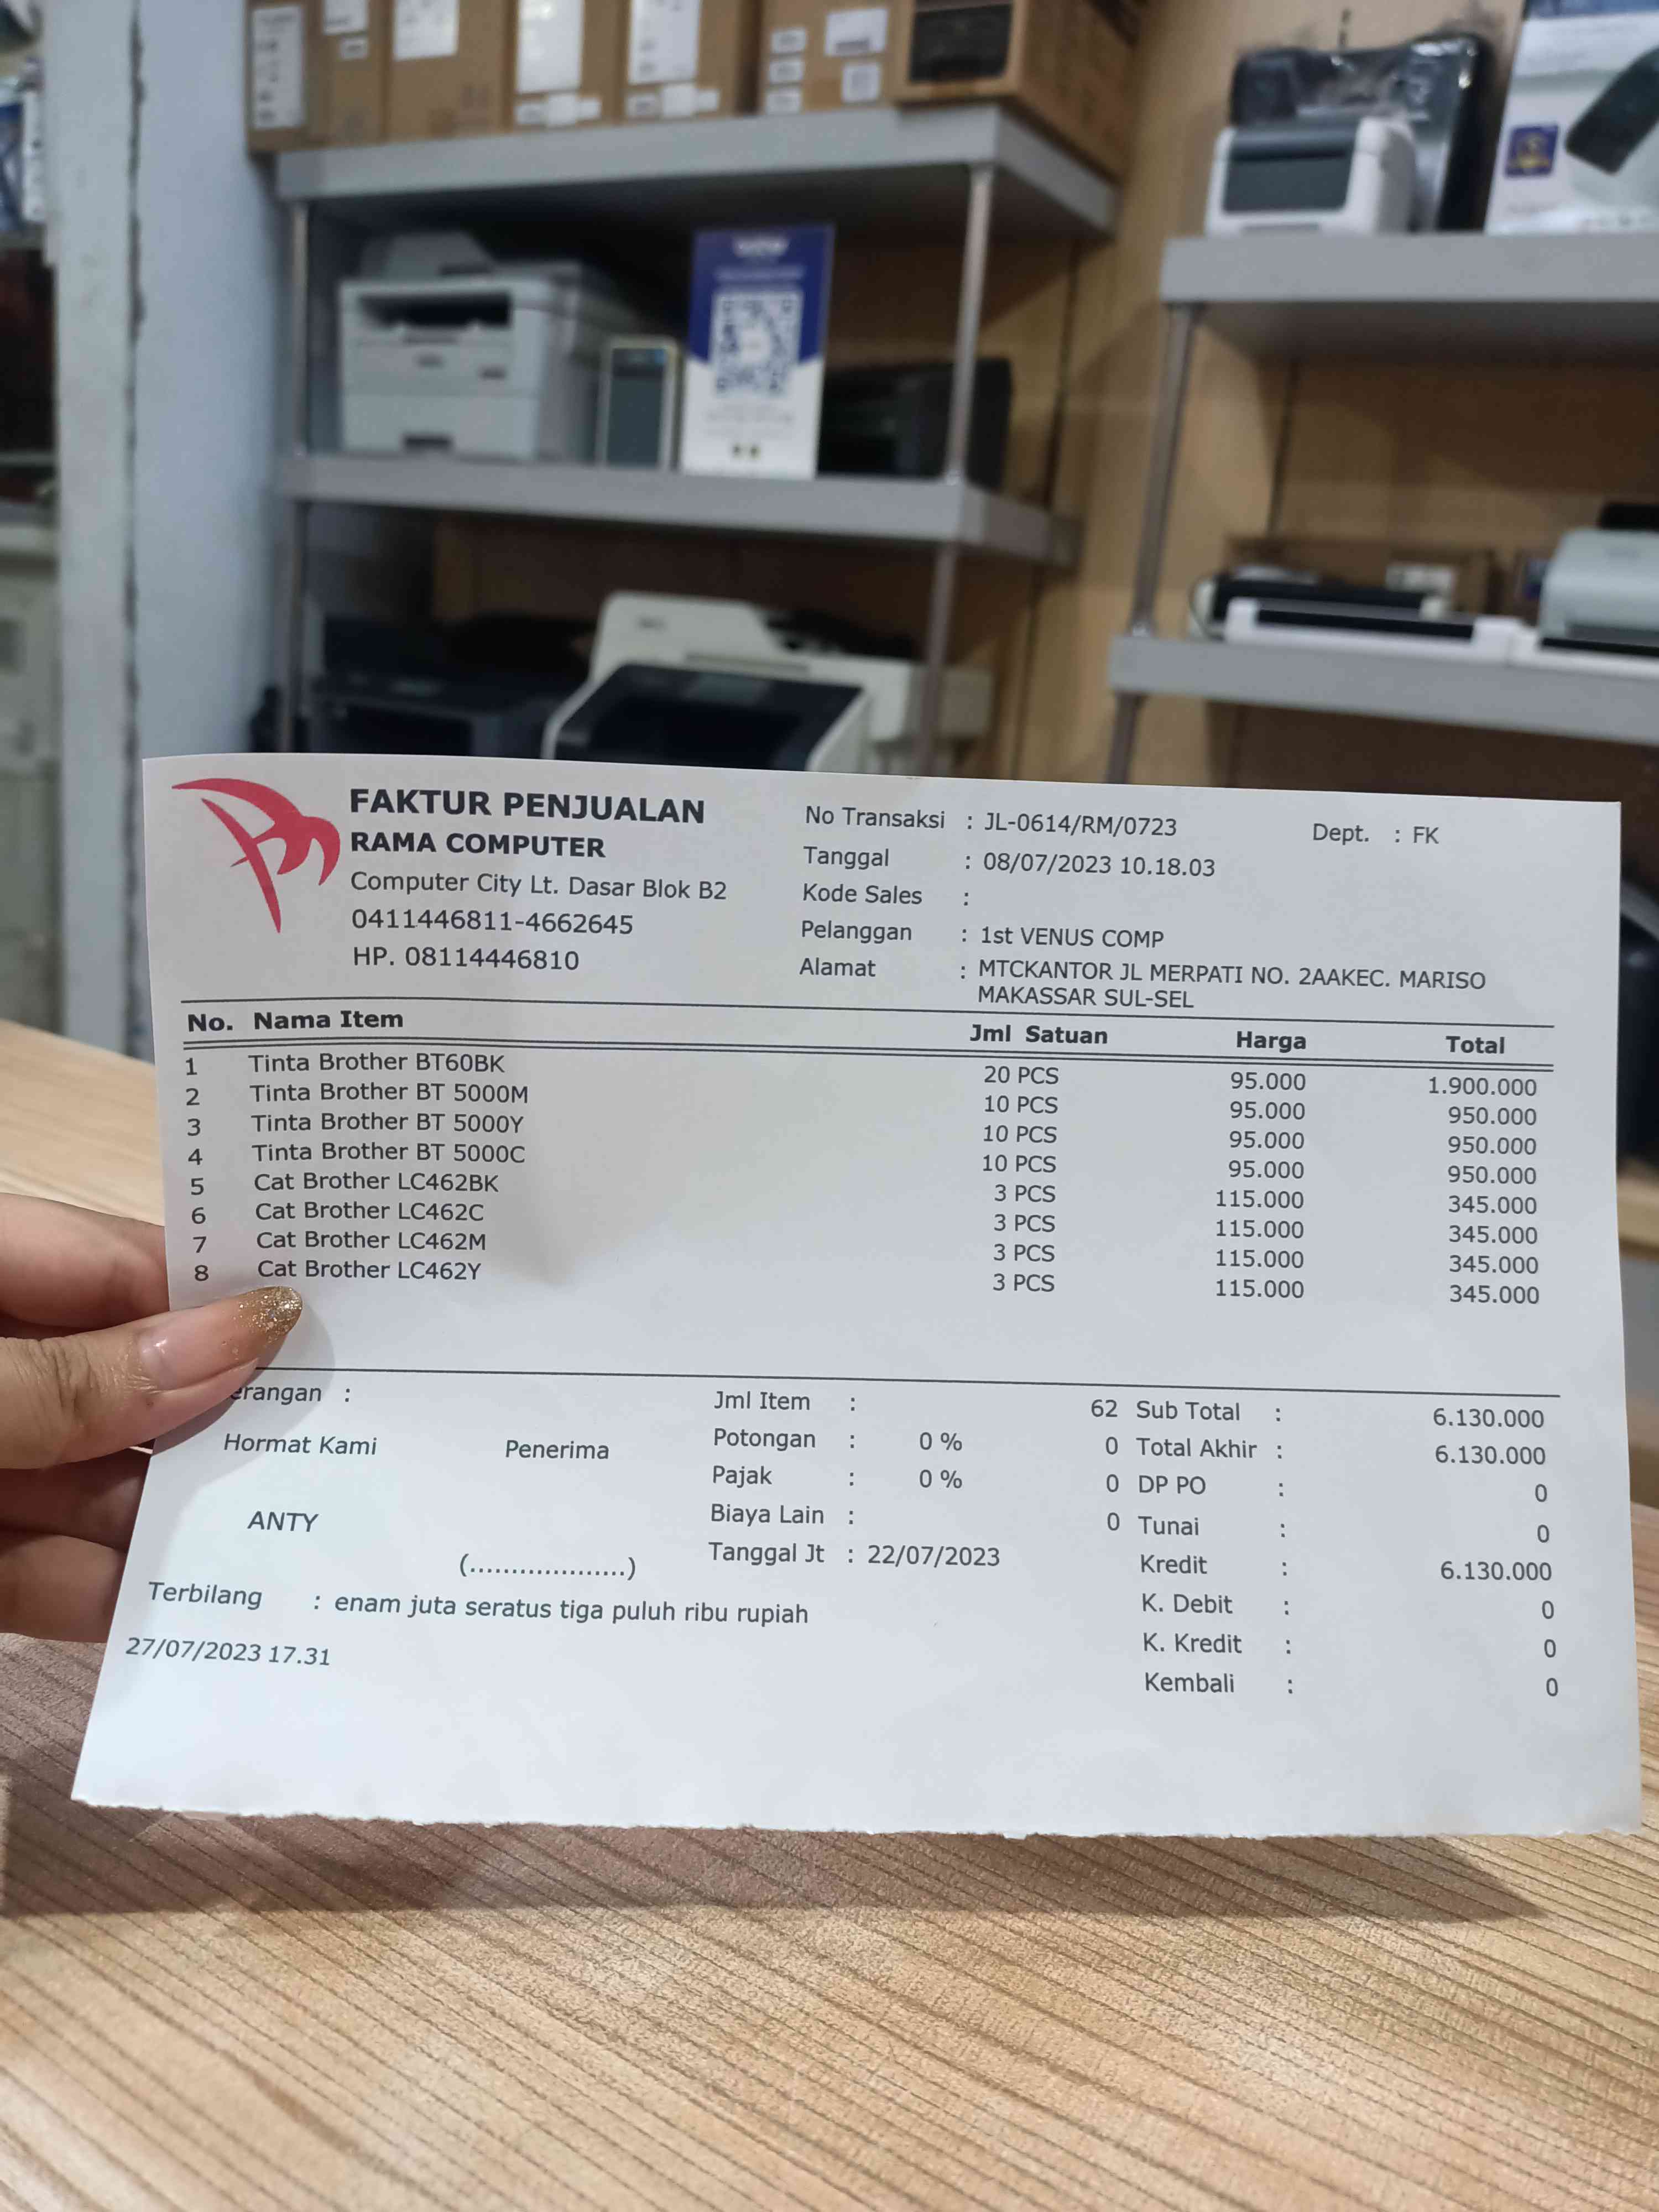 FAKTUR PENJUALAN
RAMA COMPUTER
Computer City Lt. Dasar Blok B2
0411446811-4662645
HP. 08114446810
No Transaksi : JL-0614/RM/0723 Dept. : FK
Tanggal : 08/07/2023 10.18.03
Kode Sales :
Pelanggan : 1st VENUS COMP
Alamat : MTCKANTOR JL MERPATI NO. 2AAKEC. MARISO
MAKASSAR SUL-SEL
No. Nama Item Jml Satuan Harga Total
1 Tinta Brother BT60BK 20 PCS 95.000 1.900.000
2 Tinta Brother BT 5000M 10 PCS 95.000 950.000
3 Tinta Brother BT 5000Y 10 PCS 95.000 950.000
4 Tinta Brother BT 5000C 10 PCS 95.000 950.000
5 Cat Brother LC462BK 3 PCS 115.000 345.000
6 Cat Brother LC462C 3 PCS 115.000 345.000
7 Cat Brother LC462M 3 PCS 115.000 345.000
8 Cat Brother LC462Y 3 PCS 115.000 345.000
erangan :
Hormat Kami Penerima
ANTY
(...................)
Jml Item : 62
Potongan : 0 % 0
Pajak : 0 % 0
Biaya Lain : 0
Tanggal Jt : 22/07/2023
Sub Total : 6.130.000
Total Akhir : 6.130.000
DP PO : 0
Tunai : 0
Kredit : 6.130.000
K. Debit : 0
K. Kredit : 0
Kembali : 0
Terbilang : enam juta seratus tiga puluh ribu rupiah
27/07/2023 17.31